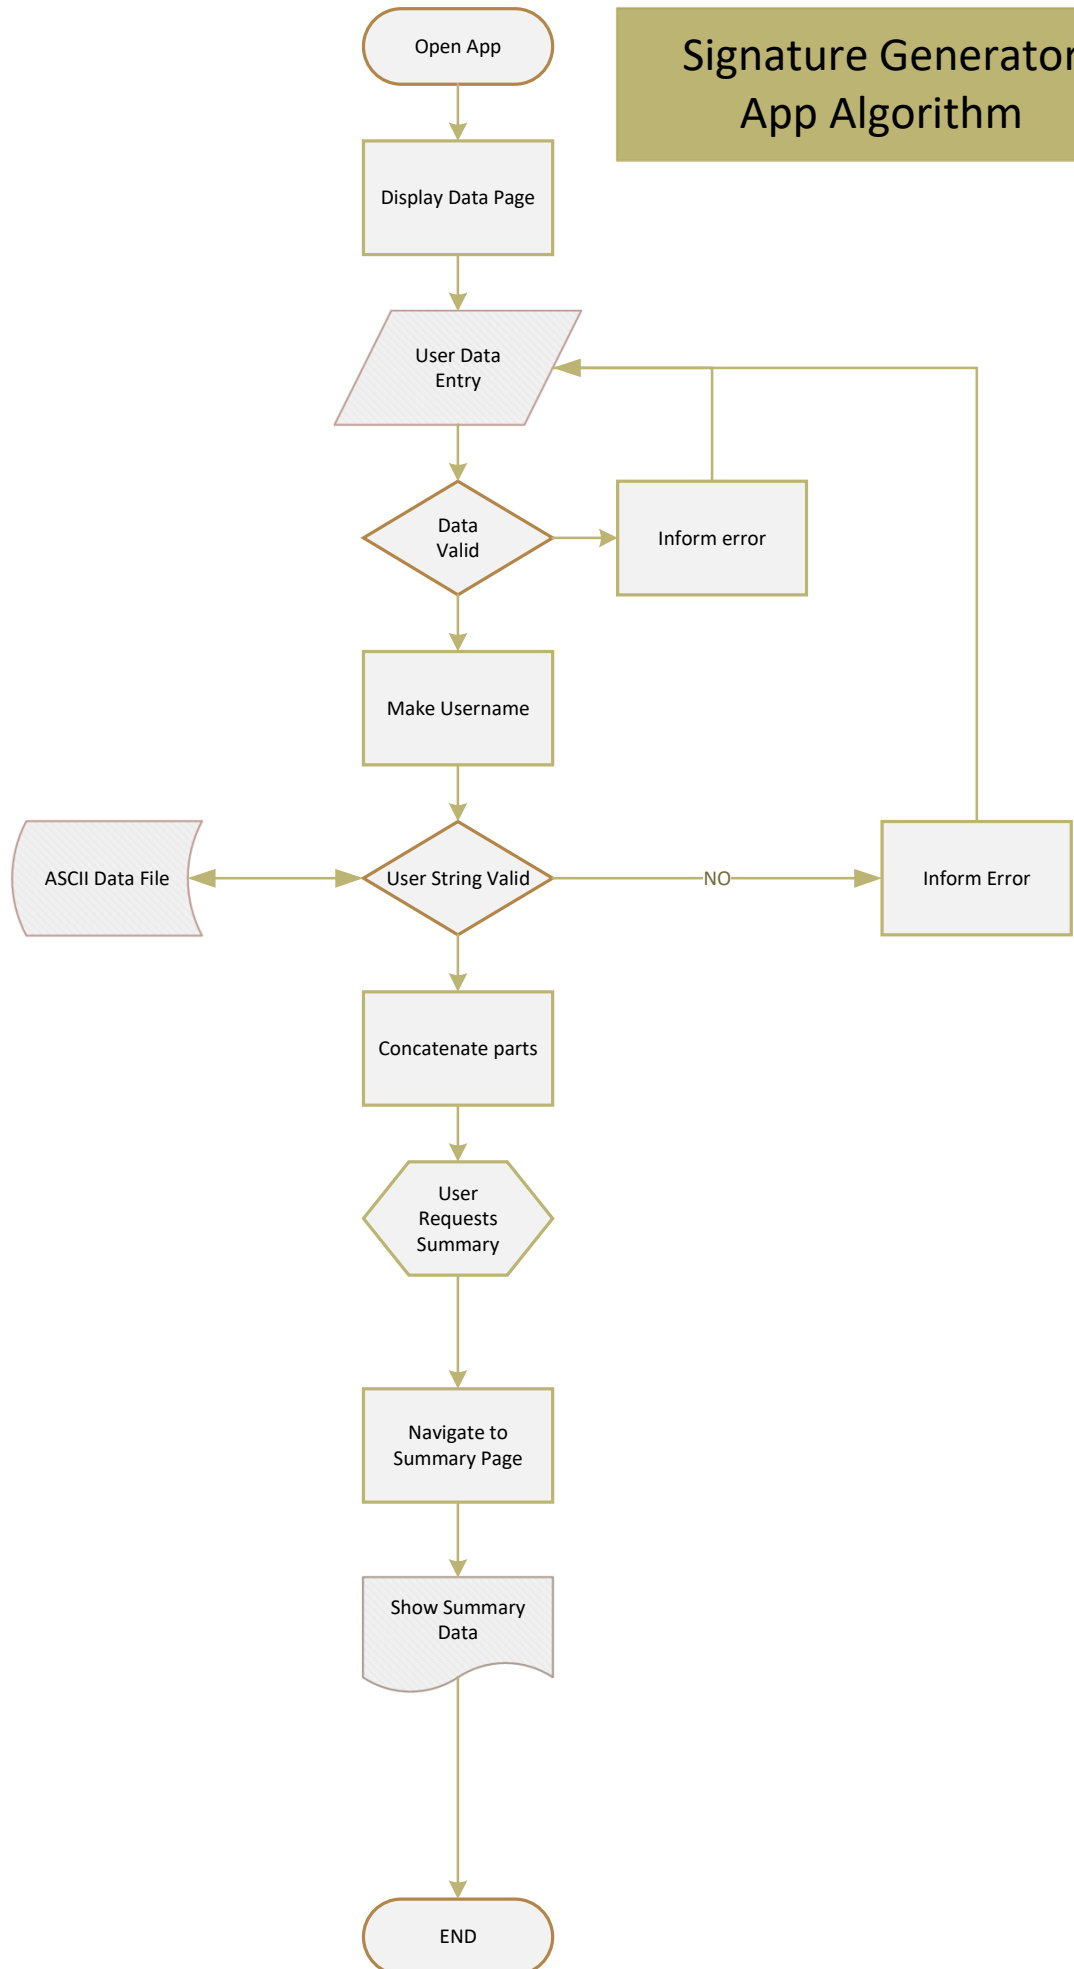 Open App
Signature Generator
App Algorithm
Display Data Page
User Data
Entry
Data
Valid
Inform error
Make Username
ASCII Data File
User String Valid
NO
Inform Error
Concatenate parts
User
Requests
Summary
Navigate to
Summary Page
Show Summary
Data
END